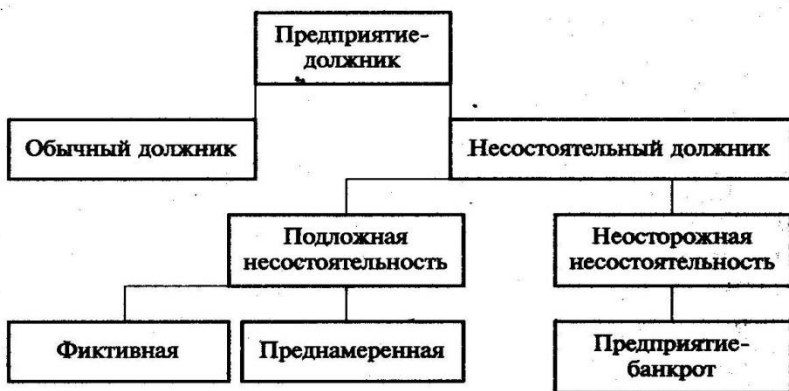 Предприятие-
должник
Обычный должник
Несостоятельный должник
Подложная
несостоятельность
Неосторожная
несостоятельность
Фиктивная
Преднамеренная
Предприятие-
банкрот